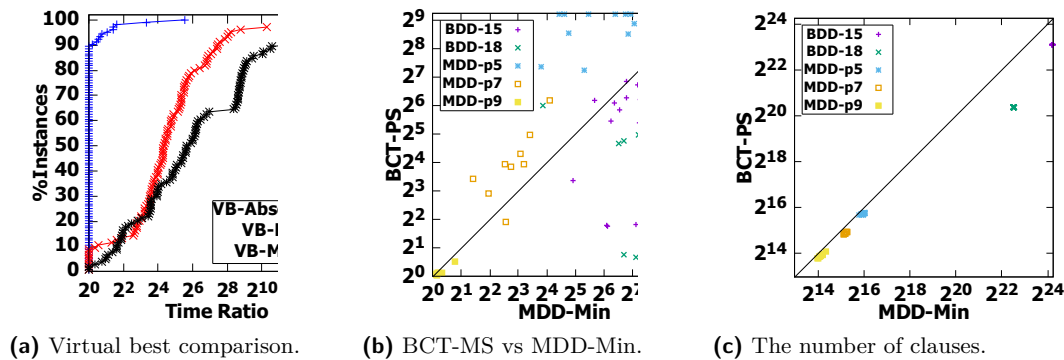 100
90
80
70
60
50
40
30
20
10
0
%Instances
2^0 2^2 2^4 2^6 2^8 2^10
Time Ratio
VB-Abs
VB-
VB-M
(a) Virtual best comparison.
2^9
2^8
2^7
2^6
2^5
2^4
2^3
2^2
2^1
2^0
BCT-PS
BDD-15
BDD-18
MDD-p5
MDD-p7
MDD-p9
2^0 2^1 2^2 2^3 2^4 2^5 2^6 2^7
MDD-Min
(b) BCT-MS vs MDD-Min.
2^24
2^22
2^20
2^18
2^16
2^14
BCT-PS
BDD-15
BDD-18
MDD-p5
MDD-p7
MDD-p9
2^14 2^16 2^18 2^20 2^22 2^24
MDD-Min
(c) The number of clauses.